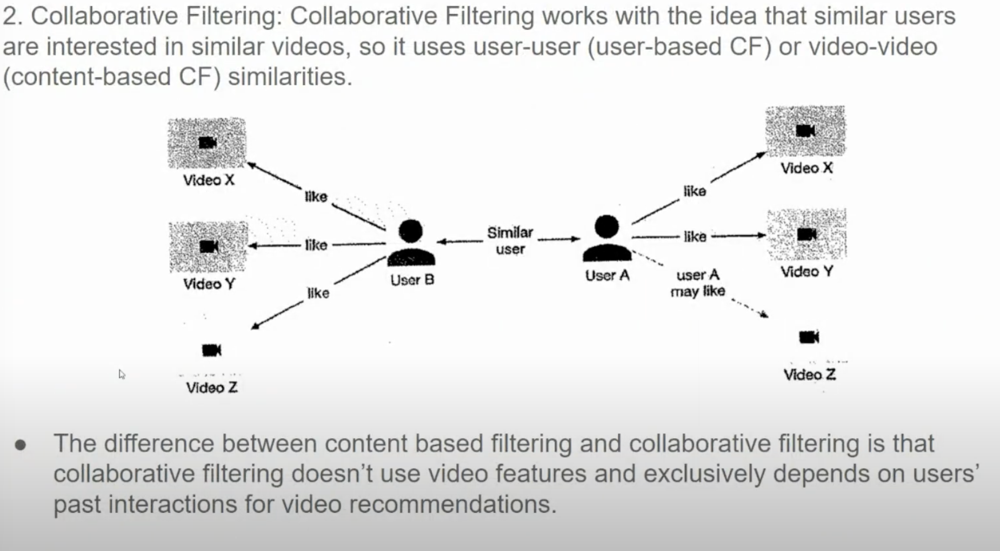 2. Collaborative Filtering: Collaborative Filtering works with the idea that similar users
are interested in similar videos, so it uses user-user (user-based CF) or video-video
(content-based CF) similarities.
Video X
like
Video Y
like
Video Z
like
User B
Similar
user
User A
like
Video X
like
Video Y
user A
may like
Video Z
● The difference between content based filtering and collaborative filtering is that
collaborative filtering doesn’t use video features and exclusively depends on users’
past interactions for video recommendations.